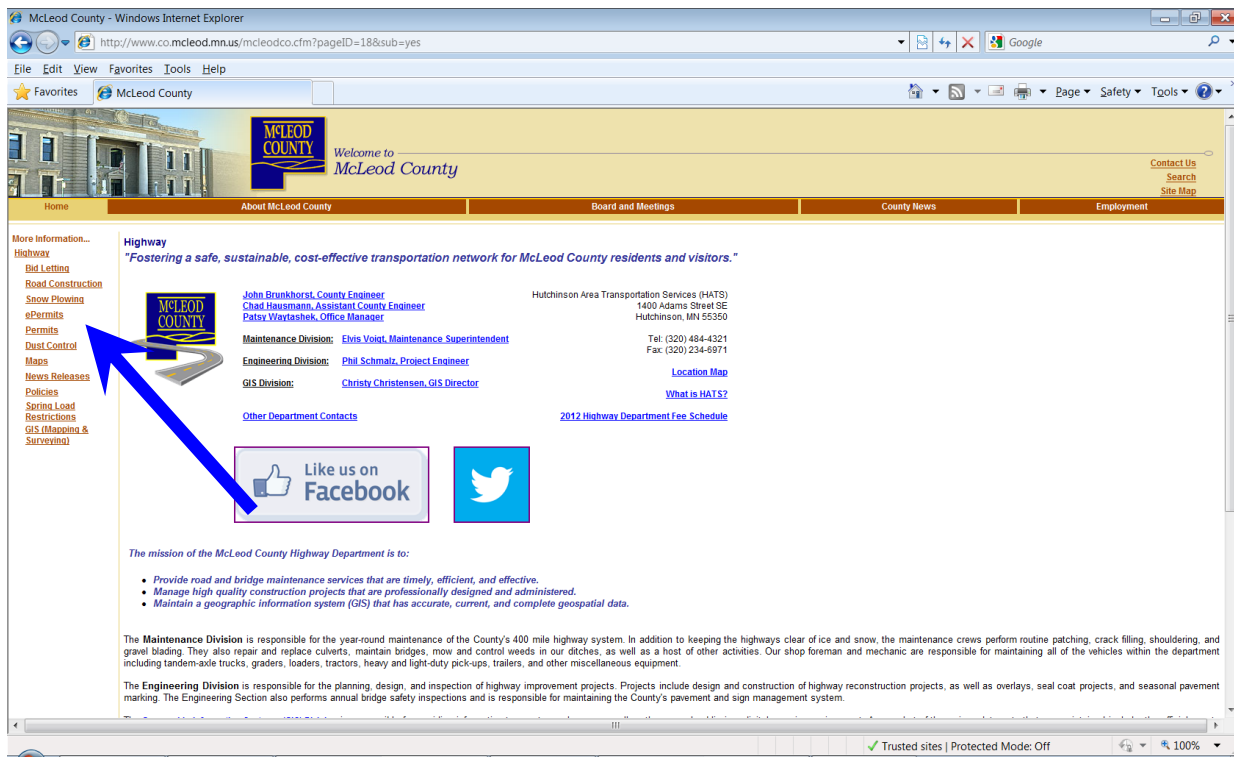 McLeod County - Windows Internet Explorer
http://www.co.mcleod.mn.us/mcleodco.cfm?pageID=18&sub=yes
Google
File Edit View Favorites Tools Help
Favorites McLeod County
Page Safety Tools
McLEOD
COUNTY
Welcome to
McLeod County
Contact Us
Search
Site Map
Home About McLeod County Board and Meetings County News Employment
More Information...
Highway
Bid Letting
Road Construction
Snow Plowing
ePermits
Permits
Dust Control
Maps
News Releases
Policies
Spring Load
Restrictions
GIS (Mapping &
Surveying)
Highway
"Fostering a safe, sustainable, cost-effective transportation network for McLeod County residents and visitors."
McLEOD
COUNTY
John Brunkhorst, County Engineer
Chad Hausmann, Assistant County Engineer
Patsy Waytashek, Office Manager
Maintenance Division: Elvis Voigt, Maintenance Superintendent
Engineering Division: Phil Schmalz, Project Engineer
GIS Division: Christy Christensen, GIS Director
Other Department Contacts
Hutchinson Area Transportation Services (HATS)
1400 Adams Street SE
Hutchinson, MN 55350
Tel: (320) 484-4321
Fax: (320) 234-6971
Location Map
What is HATS?
2012 Highway Department Fee Schedule
Like us on
Facebook
The mission of the McLeod County Highway Department is to:
Provide road and bridge maintenance services that are timely, efficient, and effective.
Manage high quality construction projects that are professionally designed and administered.
Maintain a geographic information system (GIS) that has accurate, current, and complete geospatial data.
The Maintenance Division is responsible for the year-round maintenance of the County's 400 mile highway system. In addition to keeping the highways clear of ice and snow, the maintenance crews perform routine patching, crack filling, shouldering, and
gravel blading. They also repair and replace culverts, maintain bridges, mow and control weeds in our ditches, as well as a host of other activities. Our shop foreman and mechanic are responsible for maintaining all of the vehicles within the department
including tandem-axle trucks, graders, loaders, tractors, heavy and light-duty pick-ups, trailers, and other miscellaneous equipment.
The Engineering Division is responsible for the planning, design, and inspection of highway improvement projects. Projects include design and construction of highway reconstruction projects, as well as overlays, seal coat projects, and seasonal pavement
marking. The Engineering Section also performs annual bridge safety inspections and is responsible for maintaining the County's pavement and sign management system.
Trusted sites | Protected Mode: Off
100%